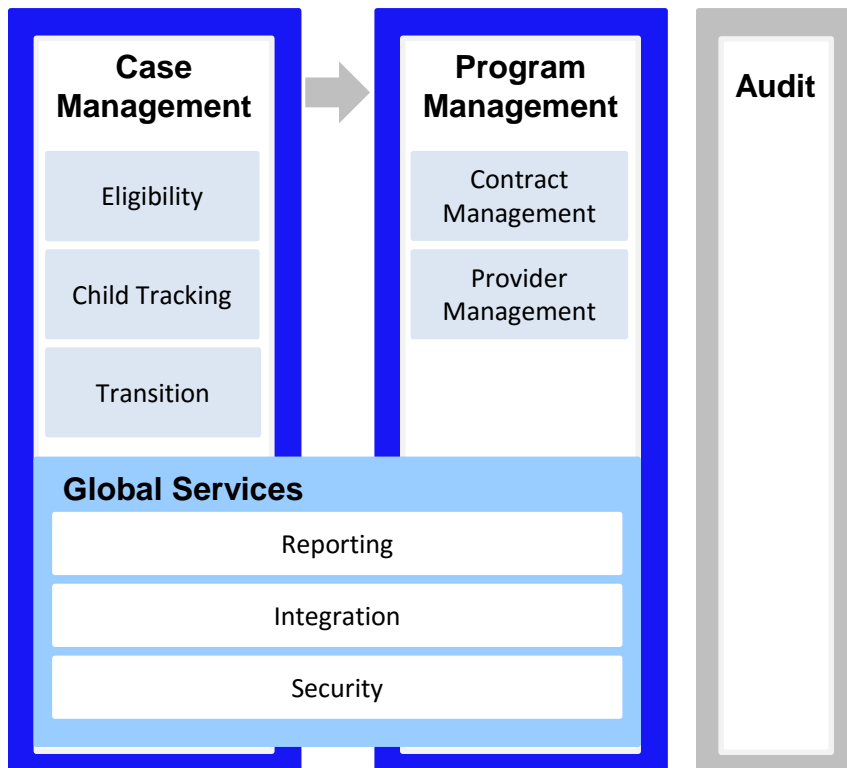 Case
Management
Eligibility
Child Tracking
Transition
Program
Management
Contract
Management
Provider
Management
Audit
Global Services
Reporting
Integration
Security